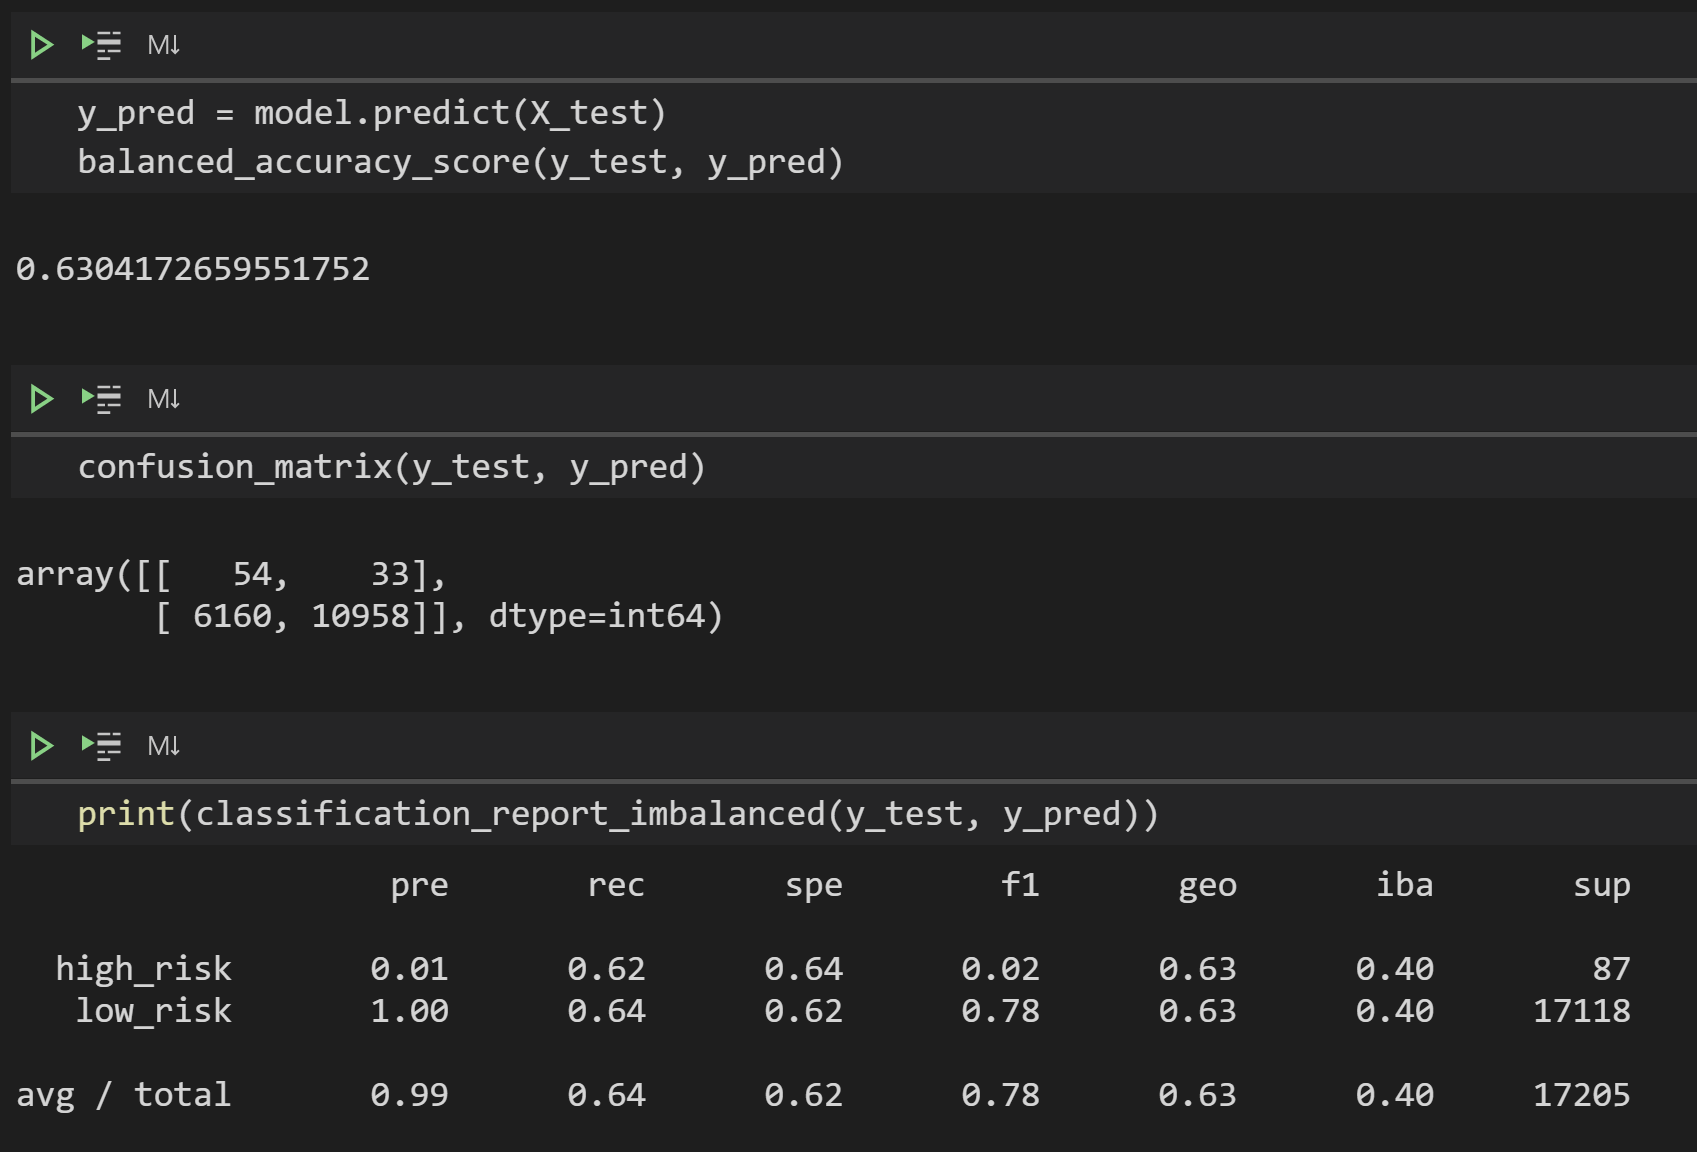 M↓
y_pred = model.predict(X_test)
balanced_accuracy_score(y_test, y_pred)
0.6304172659551752
M↓
confusion_matrix(y_test, y_pred)
array([[   54,    33],
       [ 6160, 10958]], dtype=int64)
M↓
print(classification_report_imbalanced(y_test, y_pred))
pre rec spe f1 geo iba sup
high_risk 0.01 0.62 0.64 0.02 0.63 0.40 87
low_risk 1.00 0.64 0.62 0.78 0.63 0.40 17118
avg / total 0.99 0.64 0.62 0.78 0.63 0.40 17205